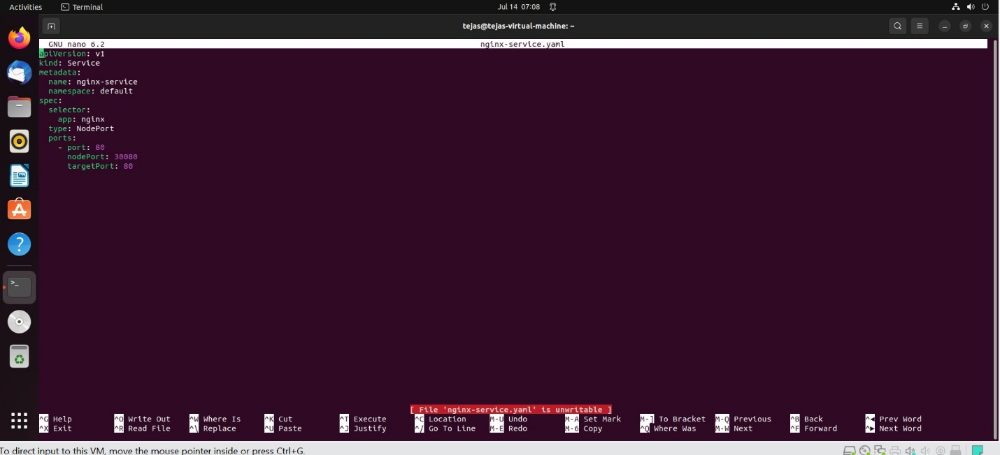 Activities Terminal Jul 14 07:08
tejas@tejas-virtual-machine: ~
GNU nano 6.2 nginx-service.yaml
apiVersion: v1
kind: Service
metadata:
  name: nginx-service
  namespace: default
spec:
  selector:
    app: nginx
  type: NodePort
  ports:
    - port: 80
      nodePort: 30080
      targetPort: 80
[ File 'nginx-service.yaml' is unwritable ]
^G Help ^O Write Out ^W Where Is ^K Cut ^T Execute ^C Location M-U Undo M-A Set Mark M-] To Bracket M-Q Previous ^B Back ^◀ Prev Word
^X Exit ^R Read File ^\ Replace ^U Paste ^J Justify ^/ Go To Line M-E Redo M-6 Copy ^Q Where Was M-W Next ^F Forward ^▶ Next Word
To direct input to this VM, move the mouse pointer inside or press Ctrl+G.